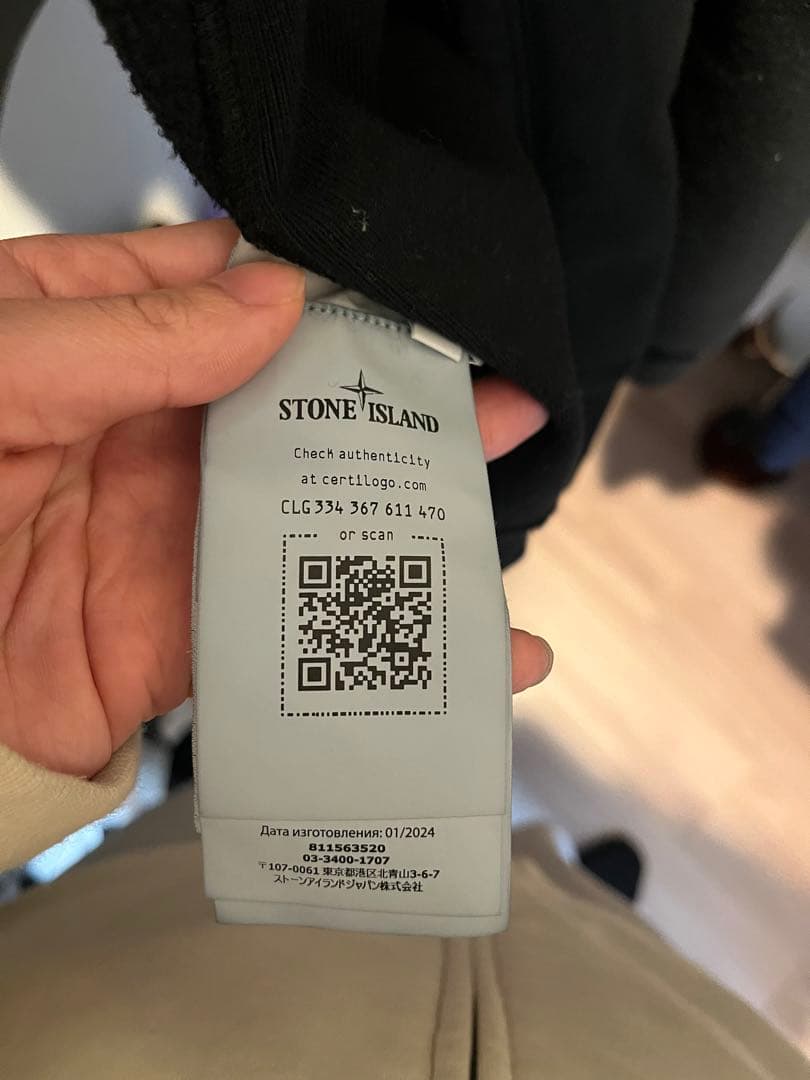 STONE ISLAND
Check authenticity
at certilogo.com
CLG 334 367 611 470
or scan
Дата изготовления: 01/2024
811563520
03-3400-1707
〒107-0061 東京都港区北青山3-6-7
ストーンアイランドジャパン株式会社